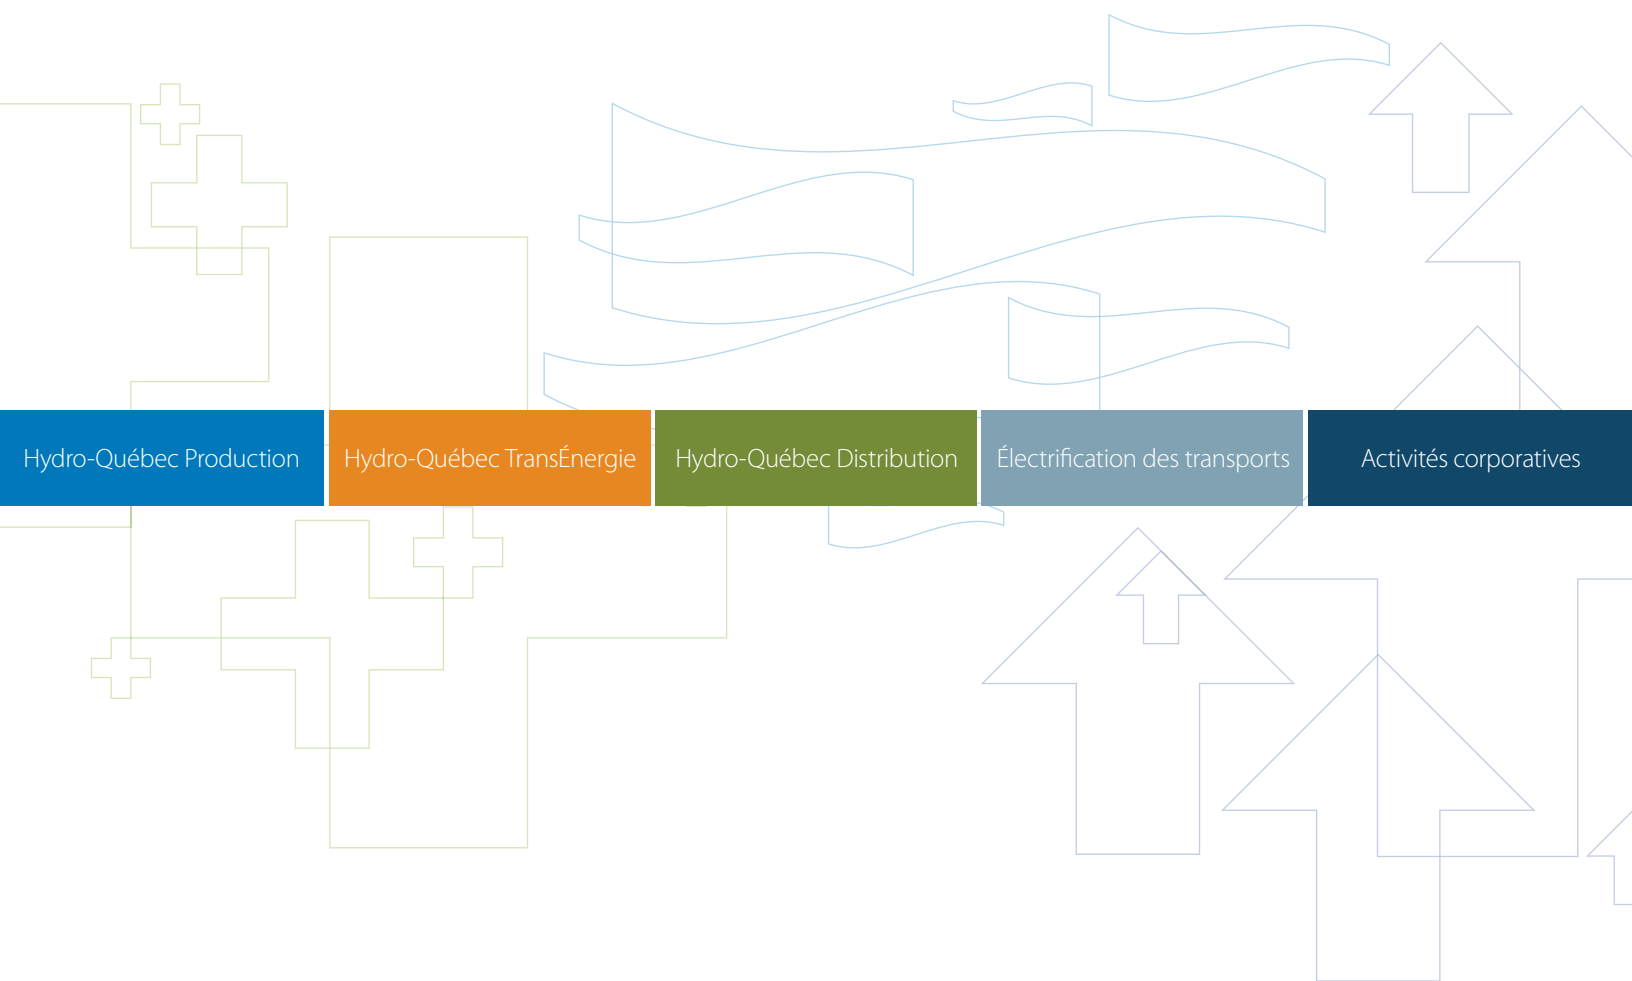 Hydro-Québec Production
Hydro-Québec TransÉnergie
Hydro-Québec Distribution
Électrification des transports
Activités corporatives